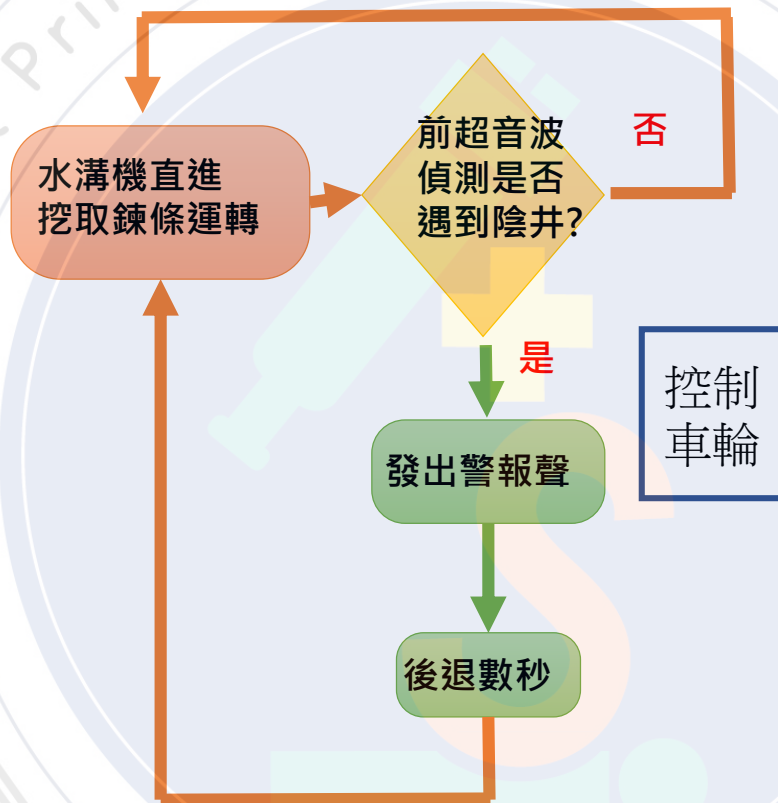 Pri
水溝機直進
挖取鍊條運轉
前超音波
偵測是否
遇到陰井?
否
是
控制
車輪
發出警報聲
後退數秒